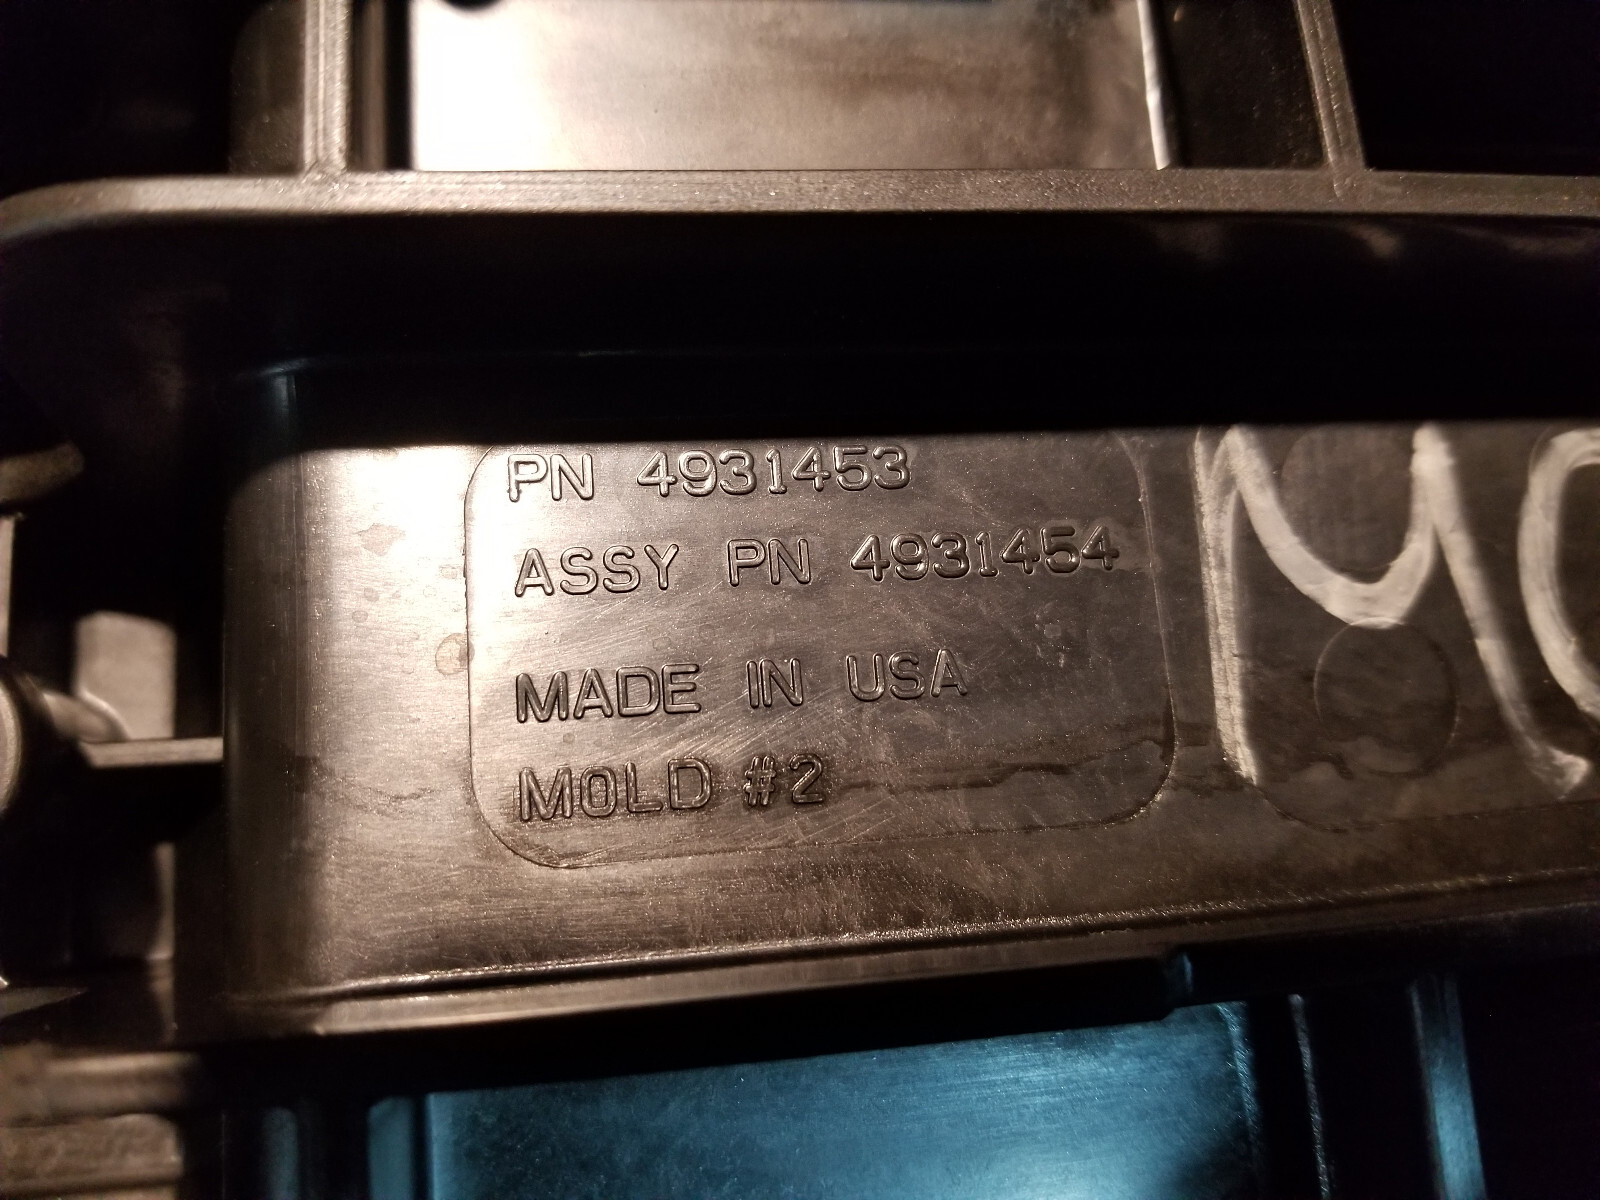 PN 4931453
ASSY PN 4931454
MADE IN USA
MOLD #2